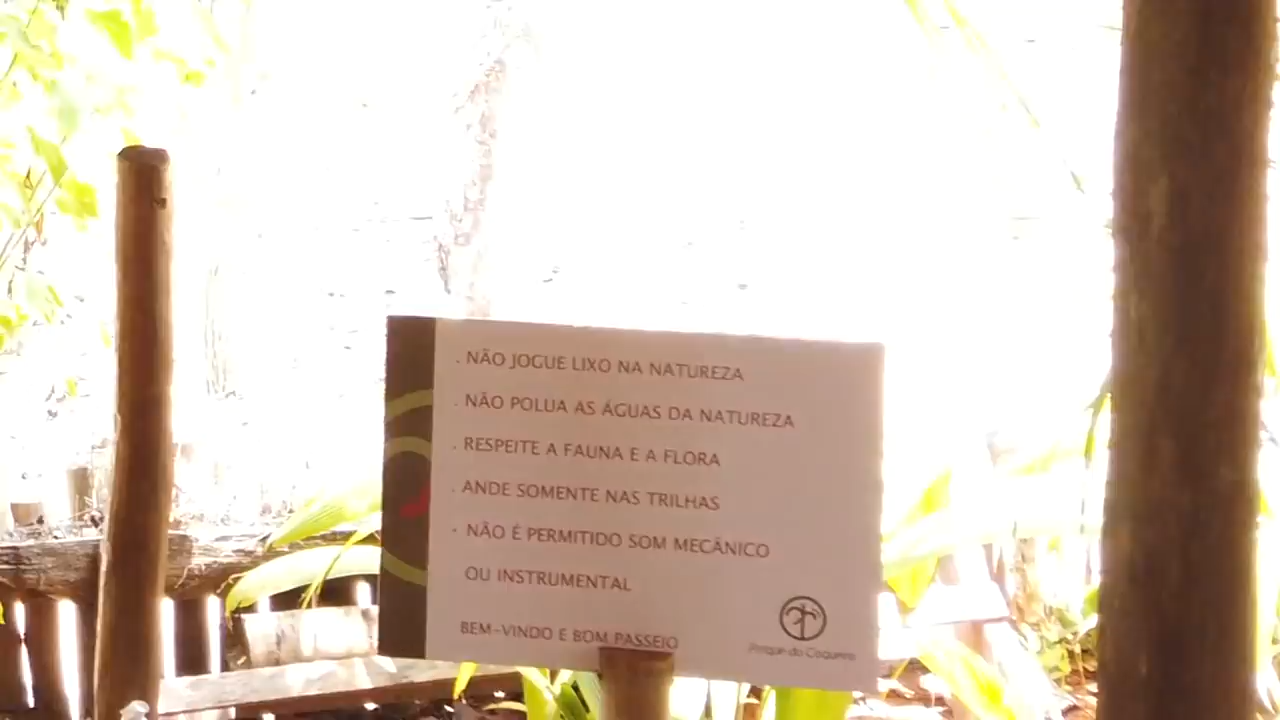 . NÃO JOGUE LIXO NA NATUREZA
. NÃO POLUA AS ÁGUAS DA NATUREZA
. RESPEITE A FAUNA E A FLORA
. ANDE SOMENTE NAS TRILHAS
· NÃO É PERMITIDO SOM MECÂNICO
OU INSTRUMENTAL
BEM-VINDO E BOM PASSEIO
Parque do Coqueiro